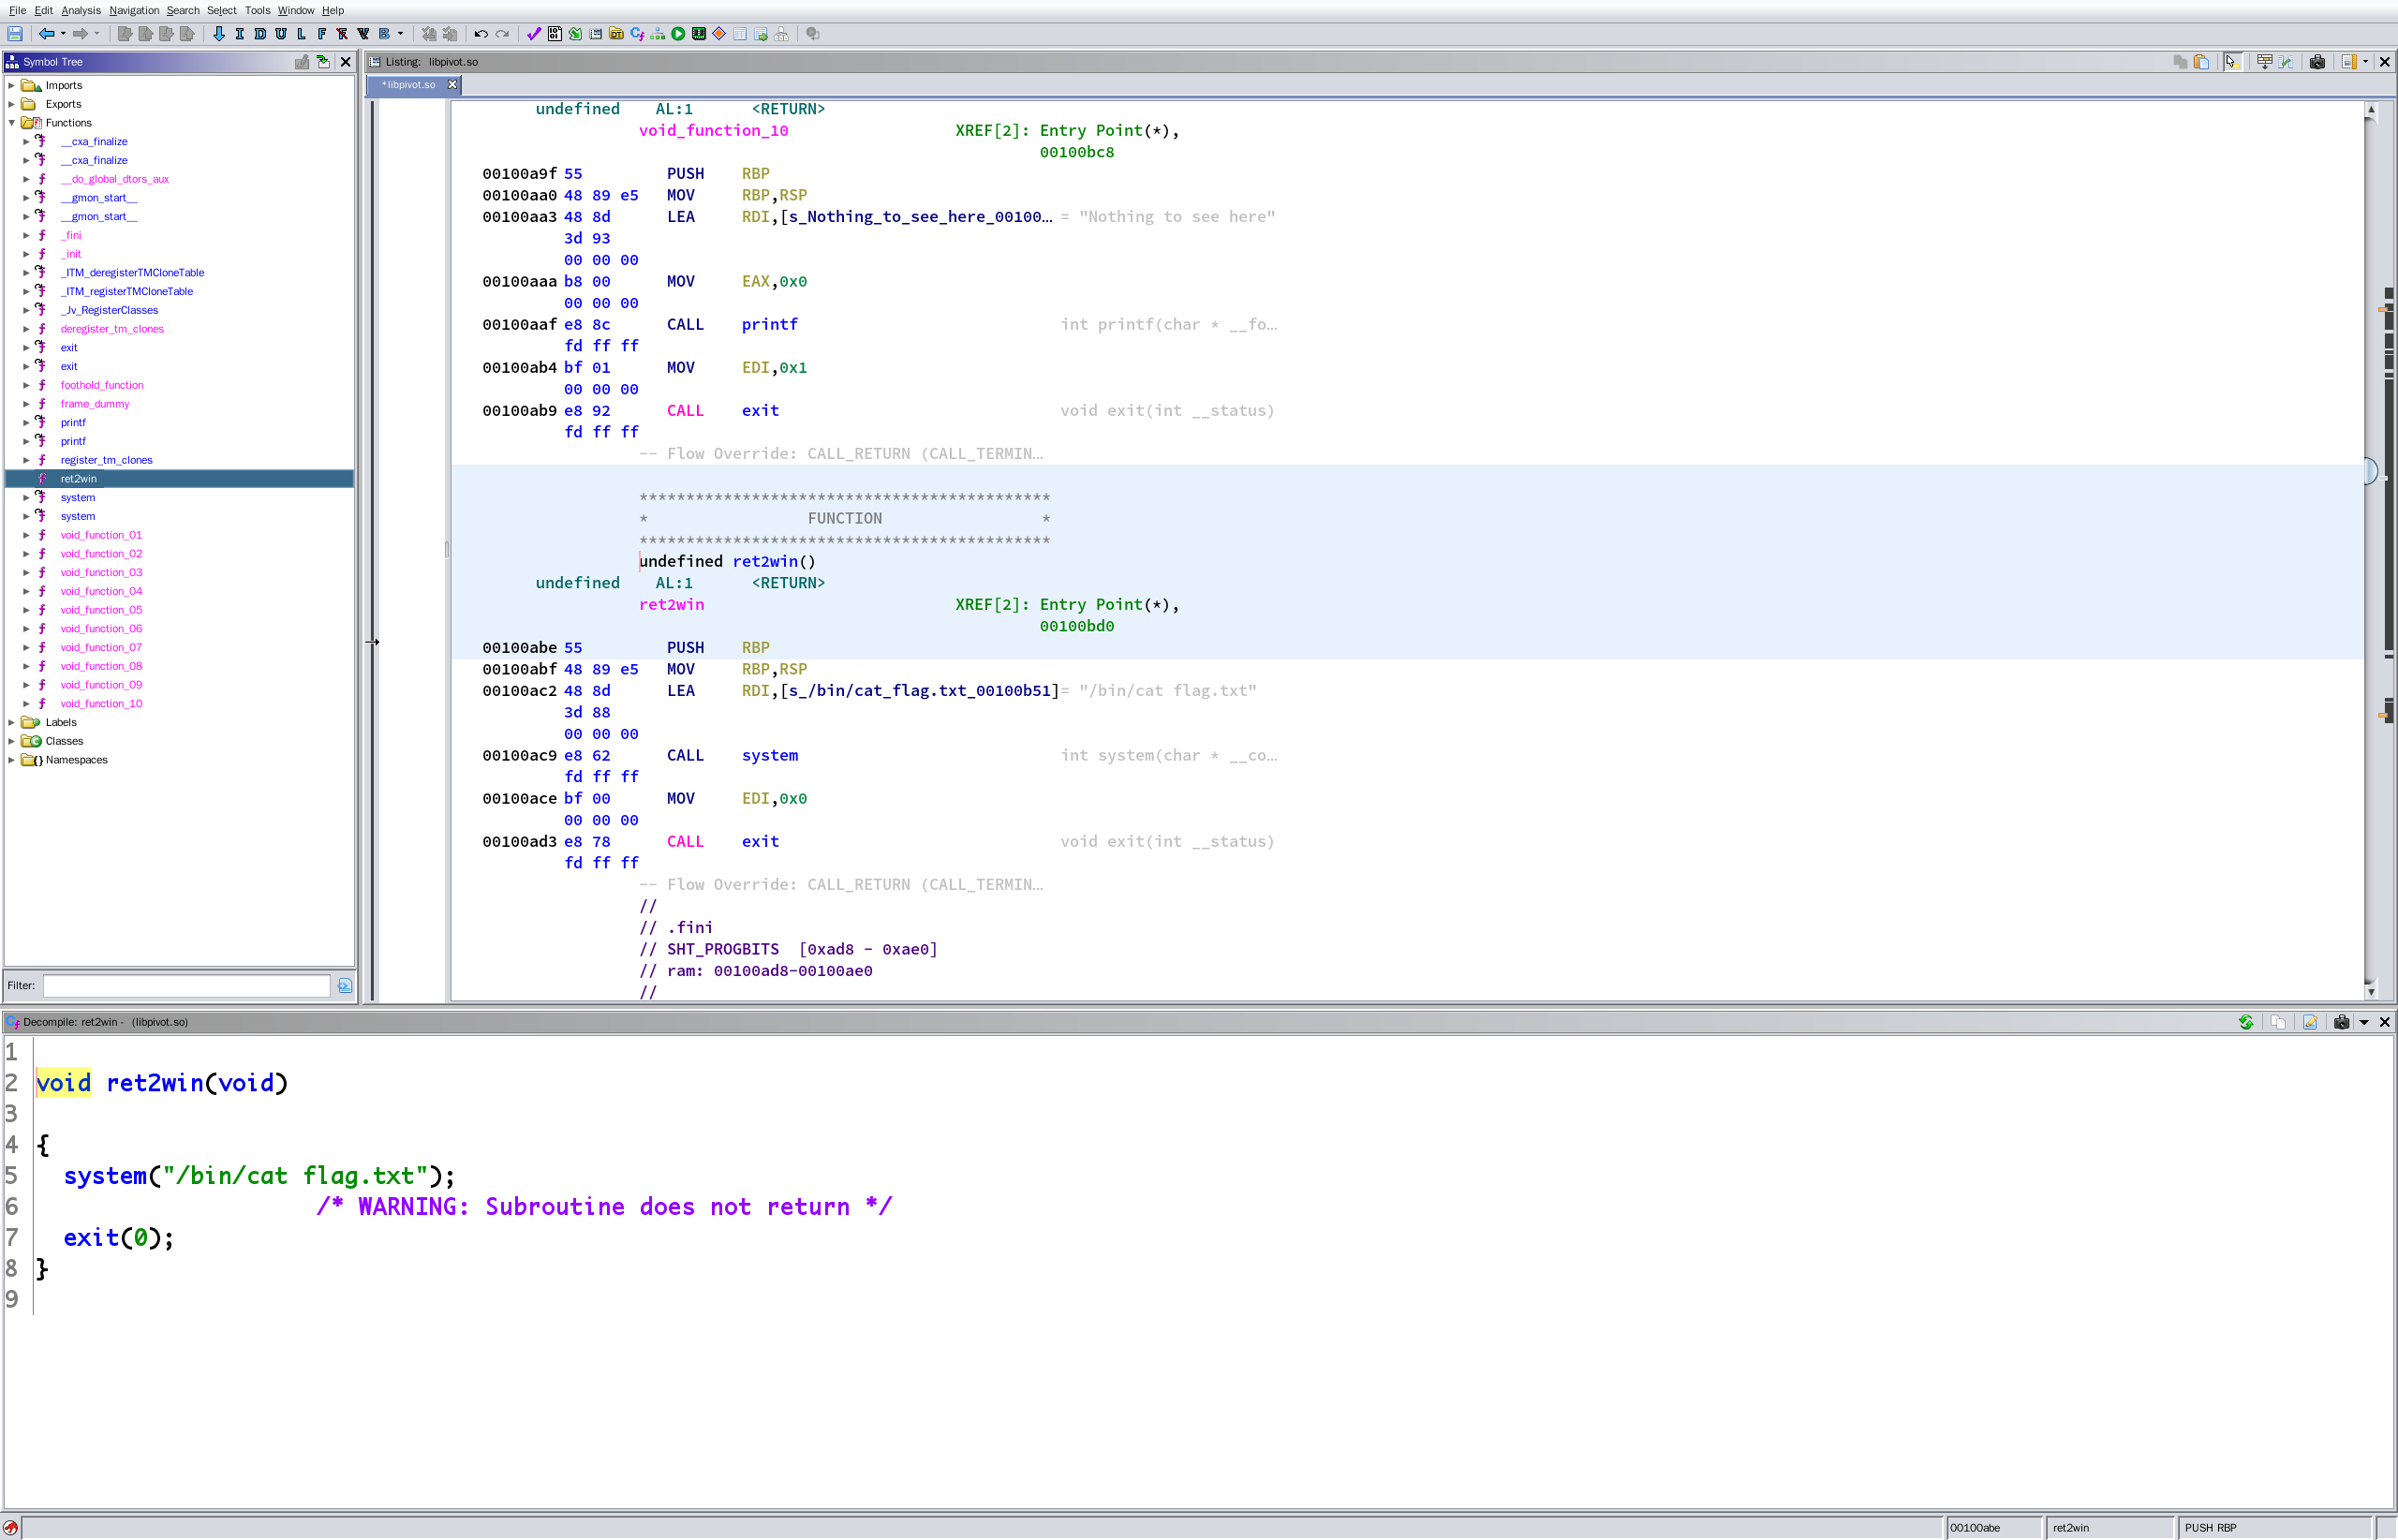 File Edit Analysis Navigation Search Select Tools Window Help
I D U L F B
Symbol Tree
Imports
Exports
Functions
__cxa_finalize
__cxa_finalize
__do_global_dtors_aux
__gmon_start__
__gmon_start__
_fini
_init
_ITM_deregisterTMCloneTable
_ITM_registerTMCloneTable
_Jv_RegisterClasses
deregister_tm_clones
exit
exit
foothold_function
frame_dummy
printf
printf
register_tm_clones
ret2win
system
system
void_function_01
void_function_02
void_function_03
void_function_04
void_function_05
void_function_06
void_function_07
void_function_08
void_function_09
void_function_10
Labels
Classes
Namespaces
Filter:
Listing: libpivot.so
*libpivot.so
undefined AL:1 <RETURN>
void_function_10 XREF[2]: Entry Point(*),
00100bc8
00100a9f 55 PUSH RBP
00100aa0 48 89 e5 MOV RBP,RSP
00100aa3 48 8d LEA RDI,[s_Nothing_to_see_here_00100… = "Nothing to see here"
3d 93
00 00 00
00100aaa b8 00 MOV EAX,0x0
00 00 00
00100aaf e8 8c CALL printf int printf(char * __fo…
fd ff ff
00100ab4 bf 01 MOV EDI,0x1
00 00 00
00100ab9 e8 92 CALL exit void exit(int __status)
fd ff ff
-- Flow Override: CALL_RETURN (CALL_TERMIN…
********************************************
* FUNCTION *
********************************************
undefined ret2win()
undefined AL:1 <RETURN>
ret2win XREF[2]: Entry Point(*),
00100bd0
00100abe 55 PUSH RBP
00100abf 48 89 e5 MOV RBP,RSP
00100ac2 48 8d LEA RDI,[s_/bin/cat_flag.txt_00100b51]= "/bin/cat flag.txt"
3d 88
00 00 00
00100ac9 e8 62 CALL system int system(char * __co…
fd ff ff
00100ace bf 00 MOV EDI,0x0
00 00 00
00100ad3 e8 78 CALL exit void exit(int __status)
fd ff ff
-- Flow Override: CALL_RETURN (CALL_TERMIN…
//
// .fini
// SHT_PROGBITS [0xad8 - 0xae0]
// ram: 00100ad8-00100ae0
//
Decompile: ret2win - (libpivot.so)
1
2 void ret2win(void)
3
4 {
5 system("/bin/cat flag.txt");
6 /* WARNING: Subroutine does not return */
7 exit(0);
8 }
9
00100abe ret2win PUSH RBP